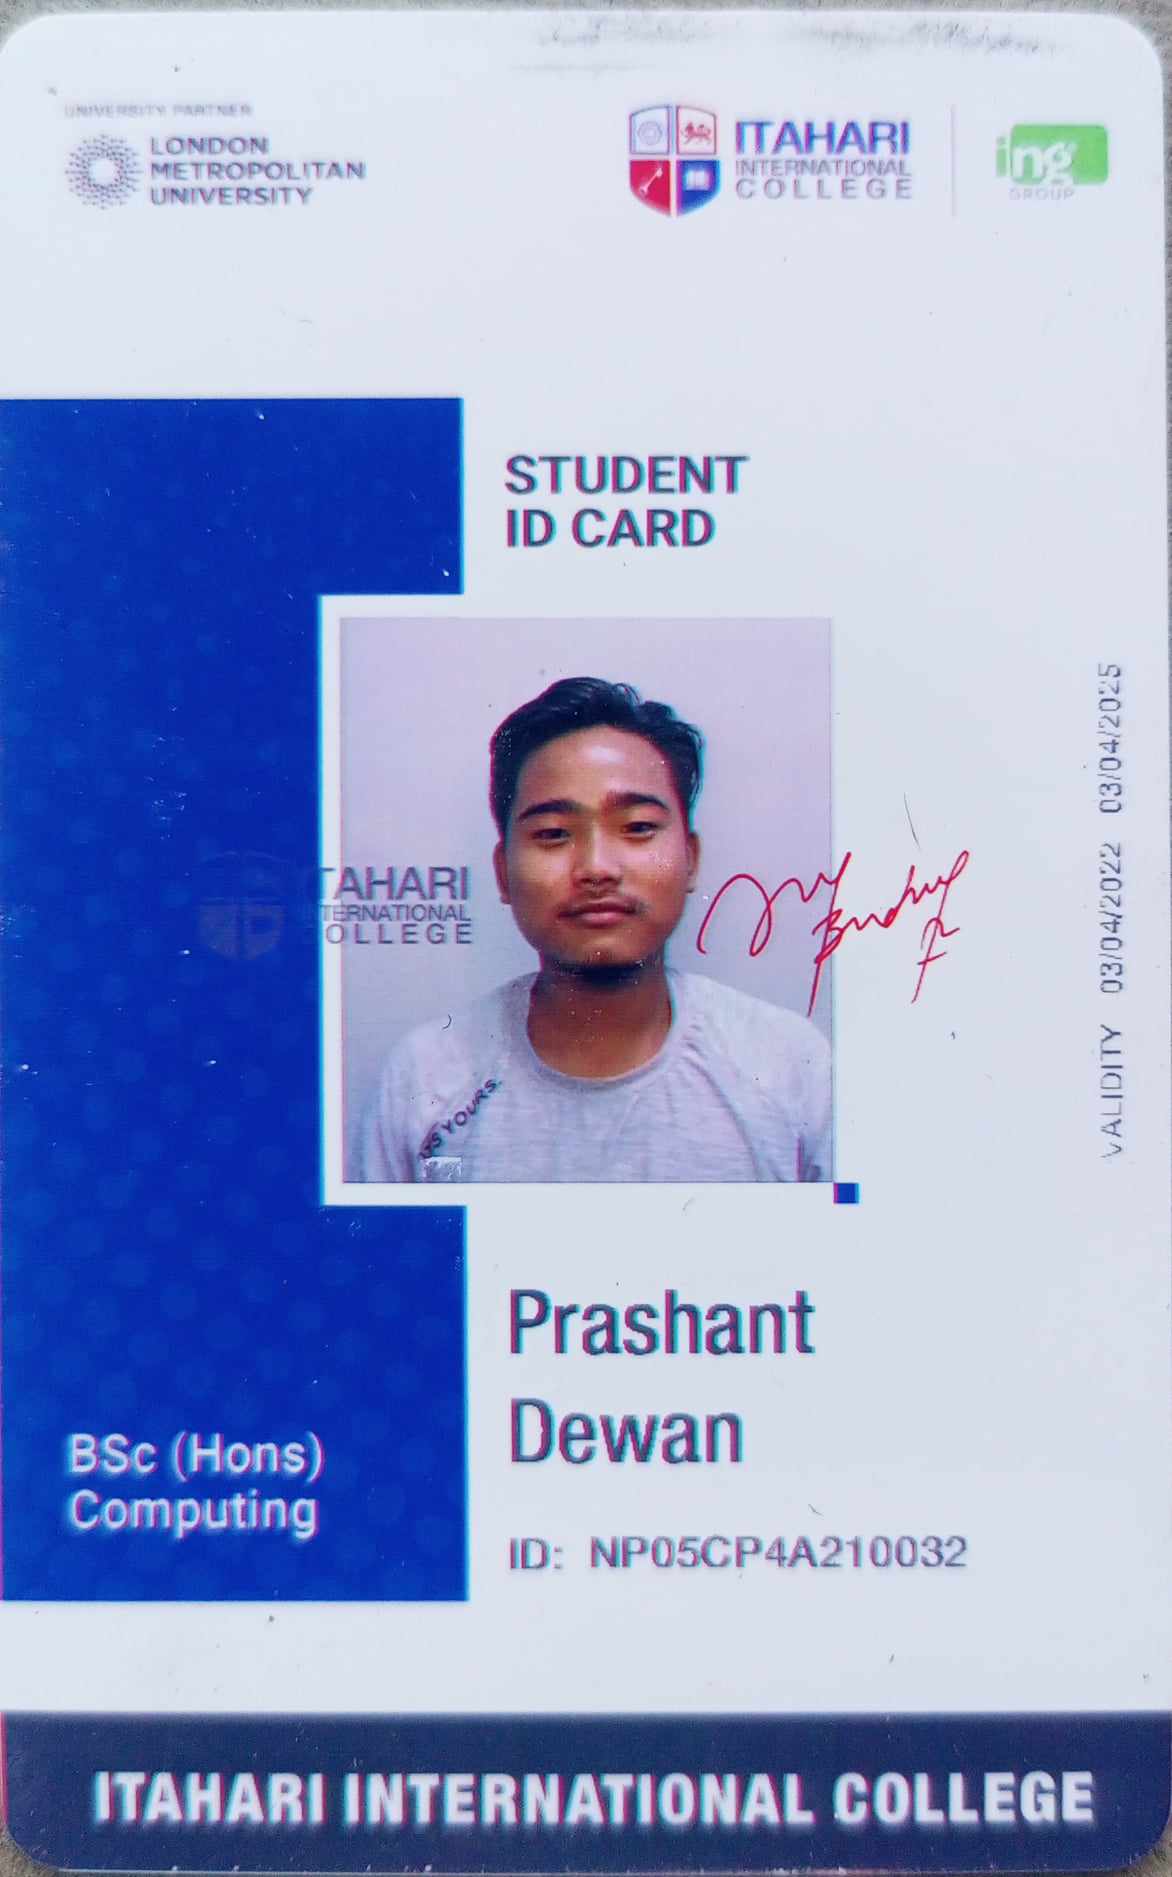 UNIVERSITY PARTNER
LONDON
METROPOLITAN
UNIVERSITY
ITAHARI
INTERNATIONAL
COLLEGE
ing
GROUP
STUDENT
ID CARD
ITAHARI
INTERNATIONAL
COLLEGE
YOURS.
VALIDITY 03/04/2022 03/04/2025
Prashant
Dewan
BSc (Hons)
Computing
ID: NP05CP4A210032
ITAHARI INTERNATIONAL COLLEGE